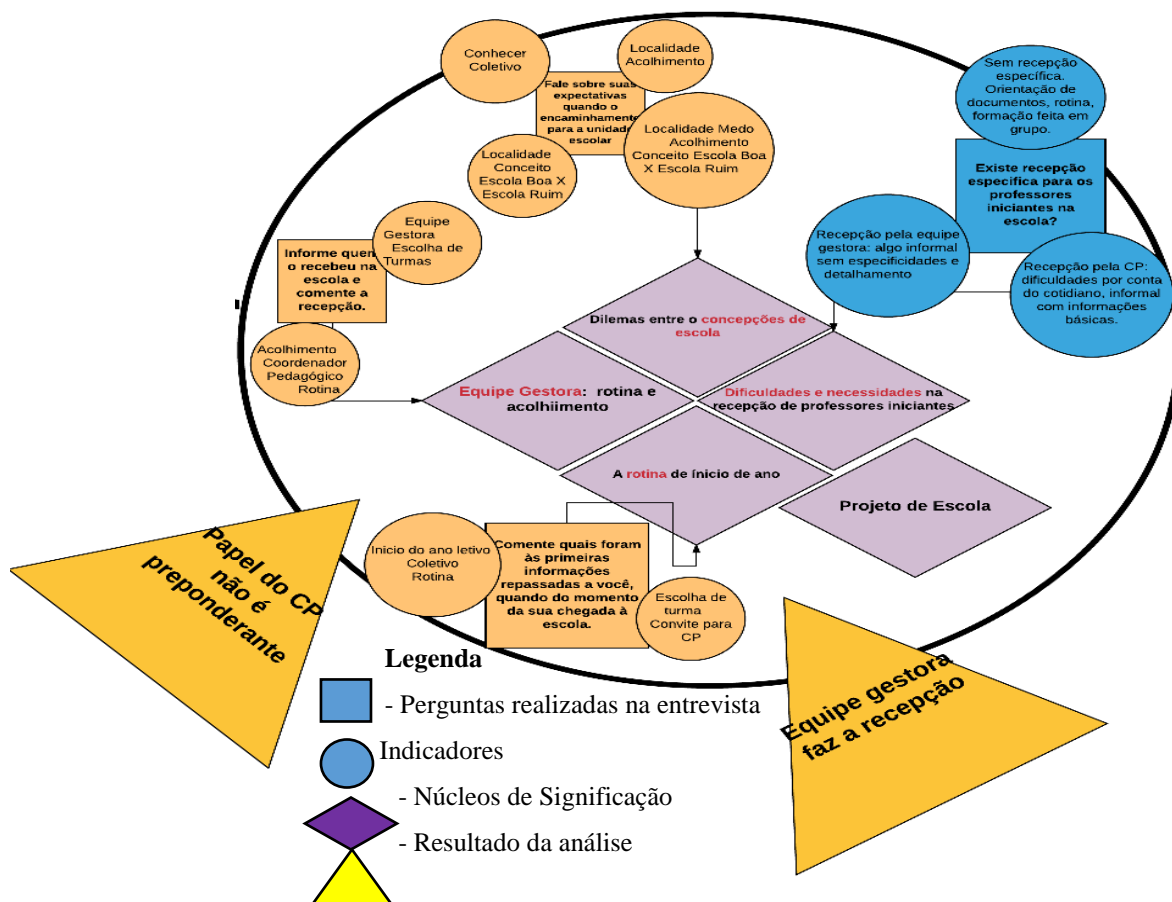 Conhecer
Coletivo
Localidade
Acolhimento
Fale sobre suas
expectativas
quando o
encaminhamento
para a unidade
escolar
Localidade
Conceito
Escola Boa X
Escola Ruim
Localidade Medo
Acolhimento
Conceito Escola Boa
X Escola Ruim
Sem recepção
específica.
Orientação de
documentos, rotina,
formação feita em
grupo.
Existe recepção
especifica para os
professores
iniciantes na
escola?
Recepção pela equipe
gestora: algo informal
sem especificidades e
detalhamento
Recepção pela CP:
dificuldades por conta
do cotidiano, informal
com informações
básicas.
Equipe
Gestora
Escolha de
Turmas
Informe quem
o recebeu na
escola e
comente a
recepção.
Acolhimento
Coordenador
Pedagógico
Rotina
Dilemas entre o concepções de
escola
Equipe Gestora: rotina e
acolhiimento
Dificuldades e necessidades na
recepção de professores iniciantes
A rotina de ínicio de ano
Projeto de Escola
Inicio do ano letivo
Coletivo
Rotina
Comente quais foram
às primeiras
informações
repassadas a você,
quando do momento
da sua chegada à
escola.
Escolha de
turma
Convite para
CP
Papel do CP
não é
preponderante
Equipe gestora
faz a recepção
Legenda
- Perguntas realizadas na entrevista
Indicadores
- Núcleos de Significação
- Resultado da análise